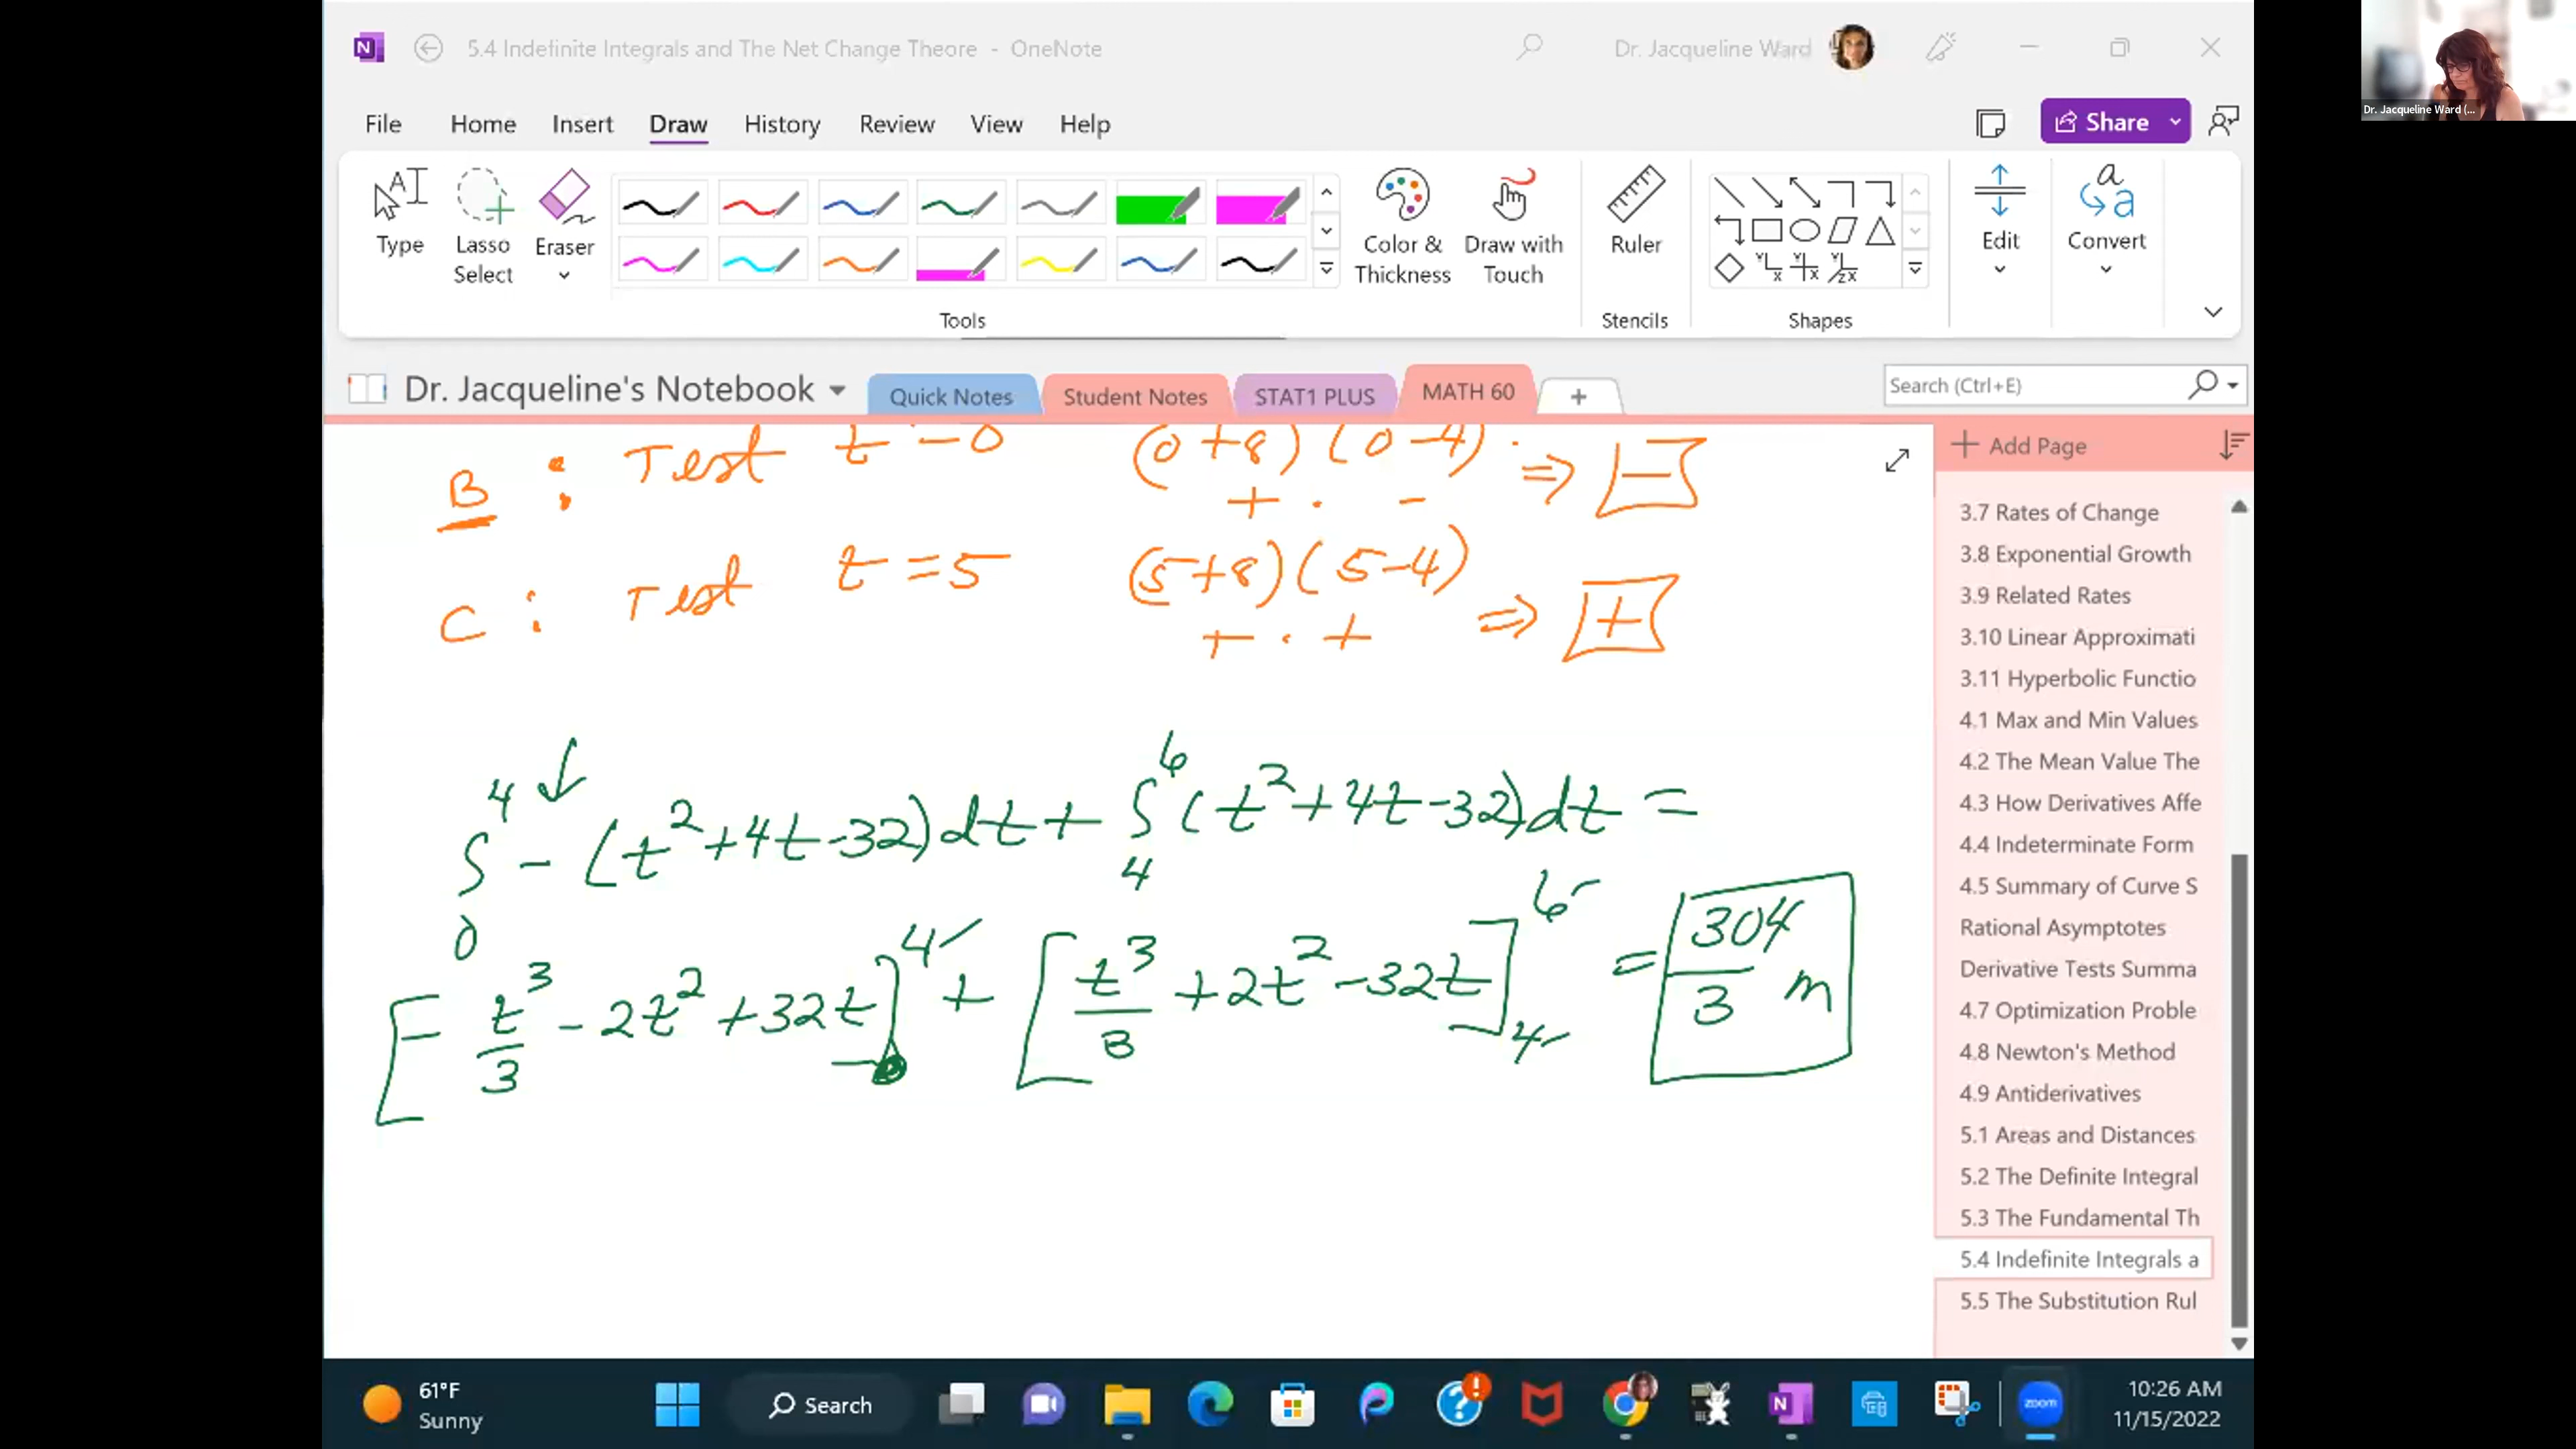 5.4 Indefinite Integrals and The Net Change Theore - OneNote
Dr. Jacqueline Ward
Dr. Jacqueline Ward (...
File Home Insert Draw History Review View Help
Share
Type
Lasso Select
Eraser
Color & Thickness
Draw with Touch
Ruler
Edit
Convert
Tools
Stencils
Shapes
Dr. Jacqueline's Notebook
Quick Notes
Student Notes
STAT1 PLUS
MATH 60
+
Search (Ctrl+E)
B : Test t = 0 (0+8)(0-4) ⇒ -
+ · -
C : Test t = 5 (5+8)(5-4) ⇒ +
+ · +
∫₀⁴ -(t²+4t-32)dt + ∫₄⁶ (t²+4t-32)dt =
[- t³/3 - 2t² + 32t]₀⁴ + [t³/3 + 2t² - 32t]₄⁶ = 304/3 m
Add Page
3.7 Rates of Change
3.8 Exponential Growth
3.9 Related Rates
3.10 Linear Approximati
3.11 Hyperbolic Functio
4.1 Max and Min Values
4.2 The Mean Value The
4.3 How Derivatives Affe
4.4 Indeterminate Form
4.5 Summary of Curve S
Rational Asymptotes
Derivative Tests Summa
4.7 Optimization Proble
4.8 Newton's Method
4.9 Antiderivatives
5.1 Areas and Distances
5.2 The Definite Integral
5.3 The Fundamental Th
5.4 Indefinite Integrals a
5.5 The Substitution Rul
61°F
Sunny
Search
zoom
10:26 AM
11/15/2022